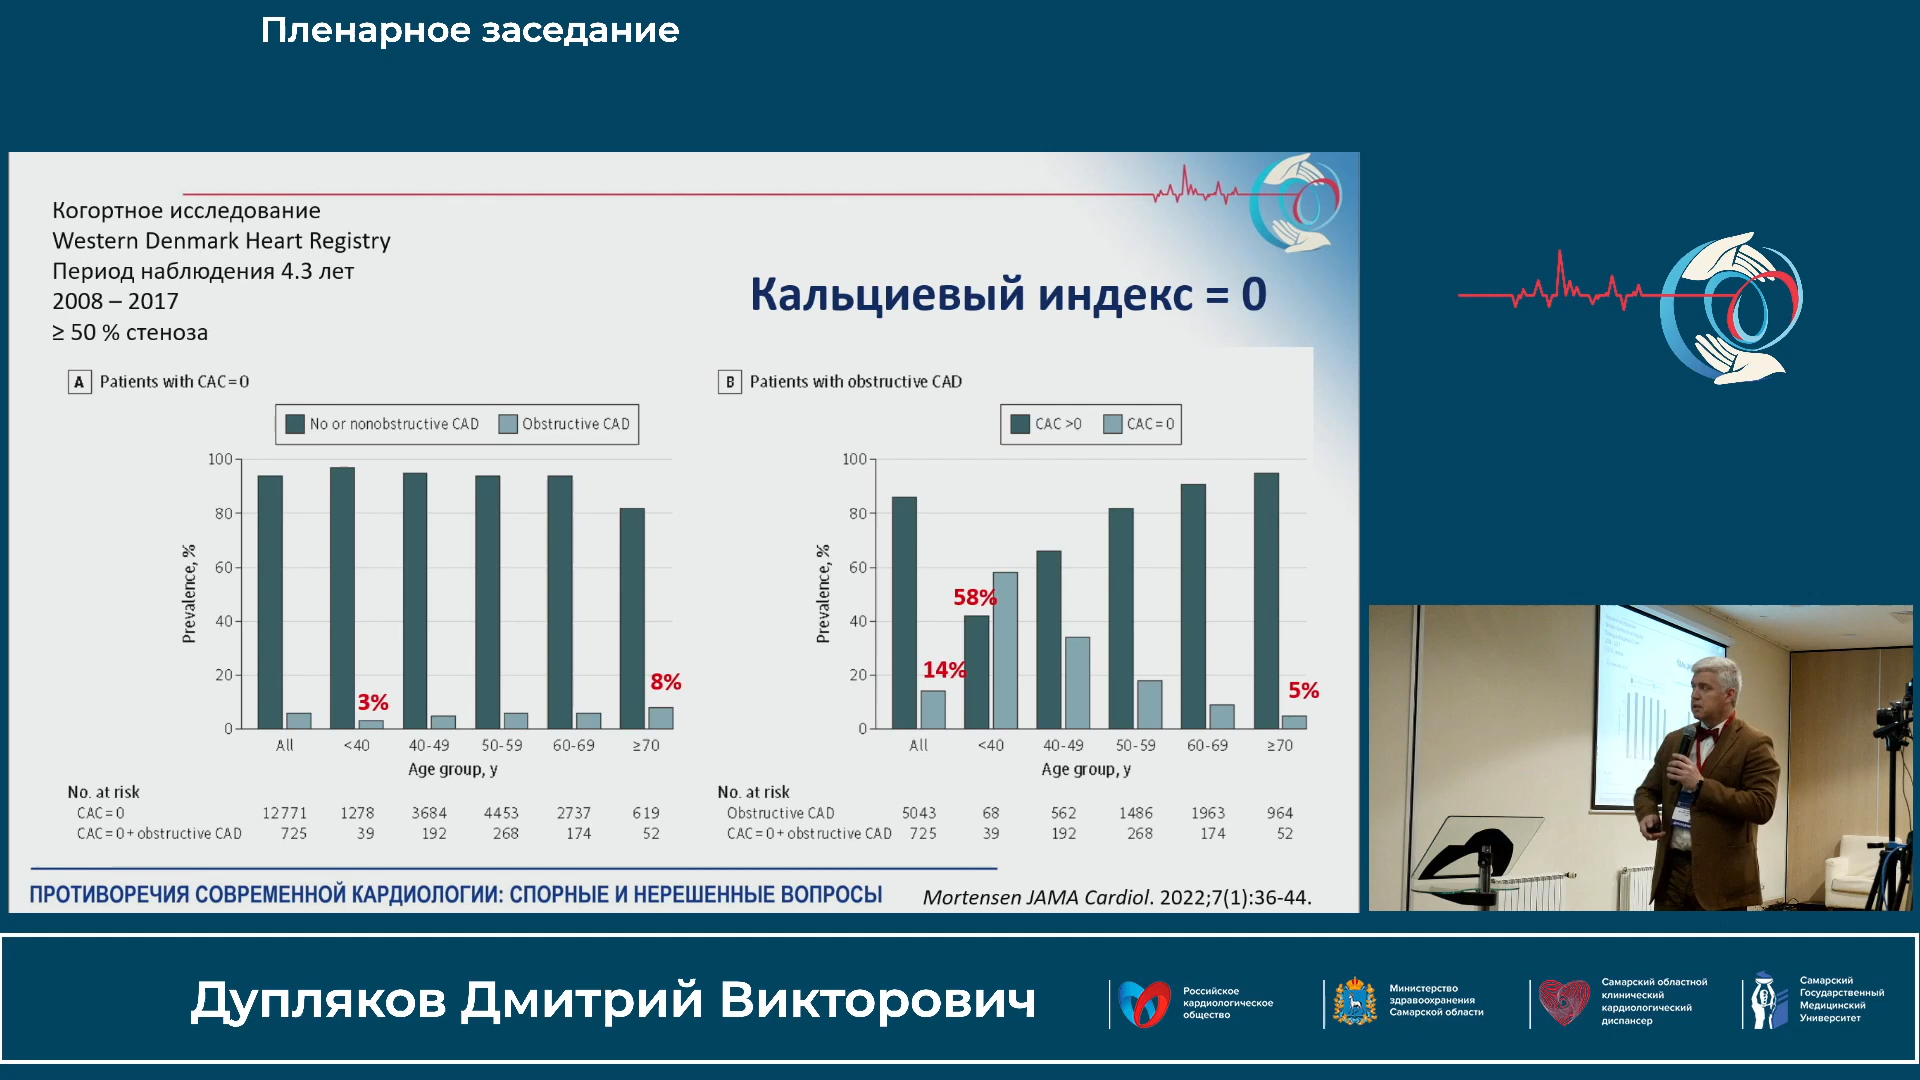 Пленарное заседание
Когортное исследование
Western Denmark Heart Registry
Период наблюдения 4.3 лет
2008 – 2017
≥ 50 % стеноза
Кальциевый индекс = 0
A Patients with CAC=0
No or nonobstructive CAD Obstructive CAD
100
80
60
40
20
0
Prevalence, %
3%
8%
All <40 40-49 50-59 60-69 ≥70
Age group, y
No. at risk
CAC=0 12771 1278 3684 4453 2737 619
CAC=0+obstructive CAD 725 39 192 268 174 52
B Patients with obstructive CAD
CAC >0 CAC=0
100
80
60
40
20
0
Prevalence, %
14%
58%
5%
All <40 40-49 50-59 60-69 ≥70
Age group, y
No. at risk
Obstructive CAD 5043 68 562 1486 1963 964
CAC=0+obstructive CAD 725 39 192 268 174 52
ПРОТИВОРЕЧИЯ СОВРЕМЕННОЙ КАРДИОЛОГИИ: СПОРНЫЕ И НЕРЕШЕННЫЕ ВОПРОСЫ
Mortensen JAMA Cardiol. 2022;7(1):36-44.
Дупляков Дмитрий Викторович
Российское
кардиологическое
общество
Министерство
здравоохранения
Самарской области
Самарский областной
клинический
кардиологический
диспансер
Самарский
Государственный
Медицинский
Университет